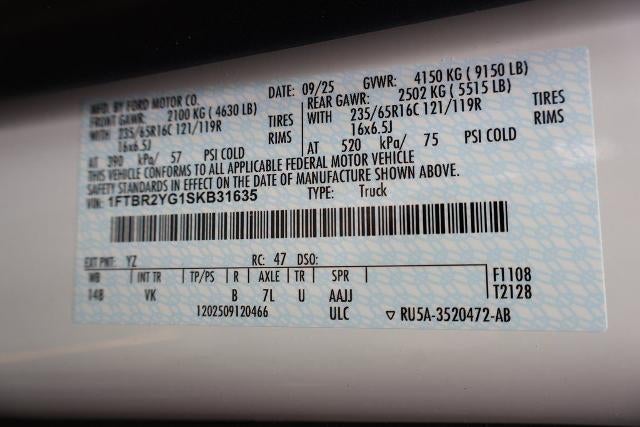 MFD. BY FORD MOTOR CO. DATE: 09/25 GVWR: 4150 KG ( 9150 LB)
FRONT GAWR: 2100 KG ( 4630 LB) REAR GAWR: 2502 KG ( 5515 LB)
WITH 235/65R16C 121/119R TIRES WITH 235/65R16C 121/119R TIRES
16x6.5J RIMS 16x6.5J RIMS
AT 390 kPa/ 57 PSI COLD AT 520 kPa/ 75 PSI COLD
THIS VEHICLE CONFORMS TO ALL APPLICABLE FEDERAL MOTOR VEHICLE
SAFETY STANDARDS IN EFFECT ON THE DATE OF MANUFACTURE SHOWN ABOVE.
VIN: 1FTBR2YG1SKB31635 TYPE: Truck
EXT PNT: YZ RC: 47 DSO:
WB INT TR TP/PS R AXLE TR SPR F1108
148 VK B 7L U AAJJ T2128
1202509120466 ULC ▽ RU5A-3520472-AB